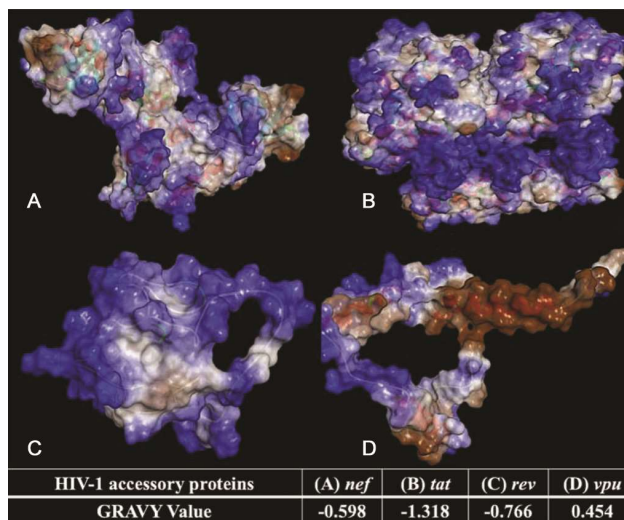 A
B
C
D
HIV-1 accessory proteins (A) nef (B) tat (C) rev (D) vpu
GRAVY Value -0.598 -1.318 -0.766 0.454